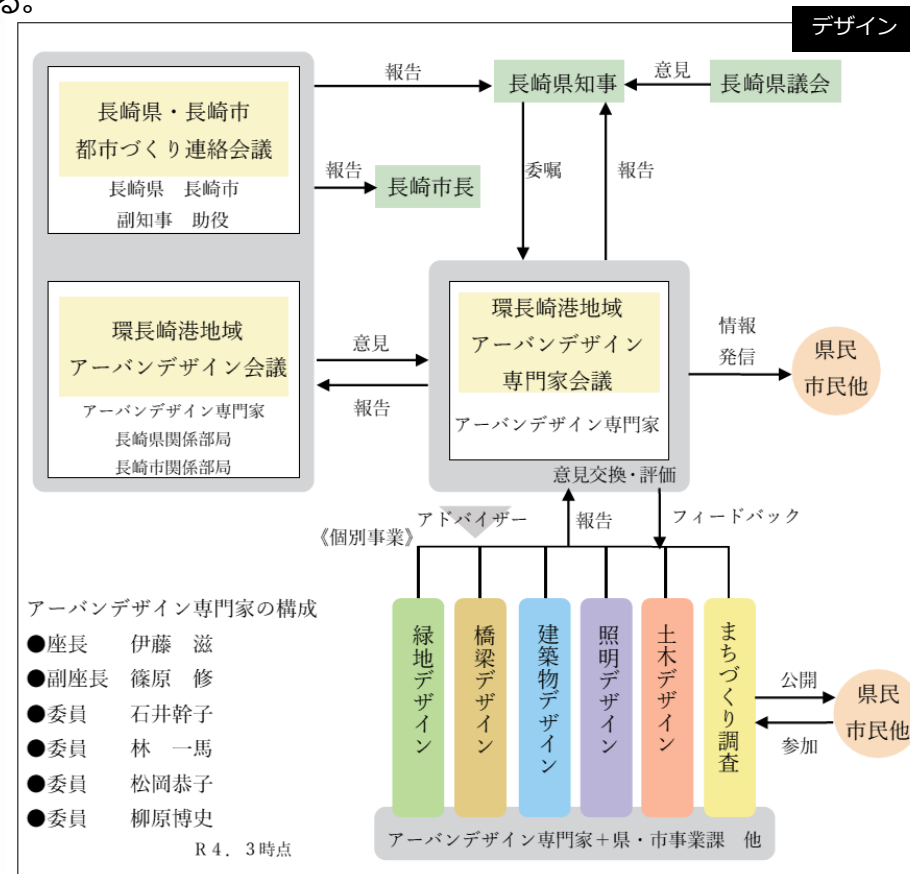 る。
デザイン
長崎県・長崎市
都市づくり連絡会議
長崎県　長崎市
副知事　助役
報告
長崎県知事
意見
長崎県議会
報告
長崎市長
委嘱
報告
環長崎港地域
アーバンデザイン会議
アーバンデザイン専門家
長崎県関係部局
長崎市関係部局
意見
報告
環長崎港地域
アーバンデザイン
専門家会議
アーバンデザイン専門家
意見交換・評価
情報
発信
県民
市民他
《個別事業》
アドバイザー
報告
フィードバック
緑地デザイン
橋梁デザイン
建築物デザイン
照明デザイン
土木デザイン
まちづくり調査
公開
参加
県民
市民他
アーバンデザイン専門家＋県・市事業課　他
アーバンデザイン専門家の構成
●座長　伊藤　滋
●副座長　篠原　修
●委員　石井幹子
●委員　林　一馬
●委員　松岡恭子
●委員　柳原博史
R４．３時点